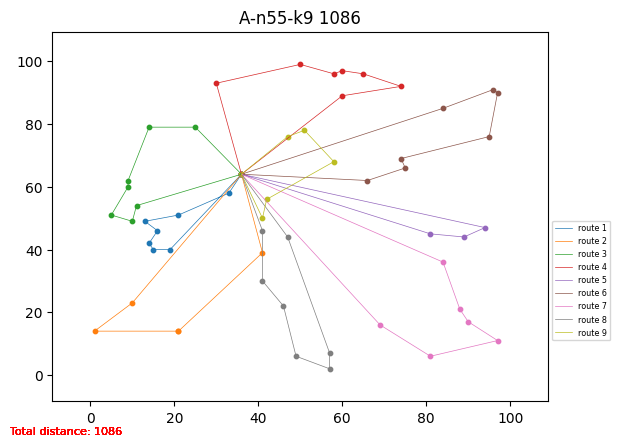 A-n55-k9 1086
100
80
60
40
20
0
0 20 40 60 80 100
route 1
route 2
route 3
route 4
route 5
route 6
route 7
route 8
route 9
Total distance: 1086